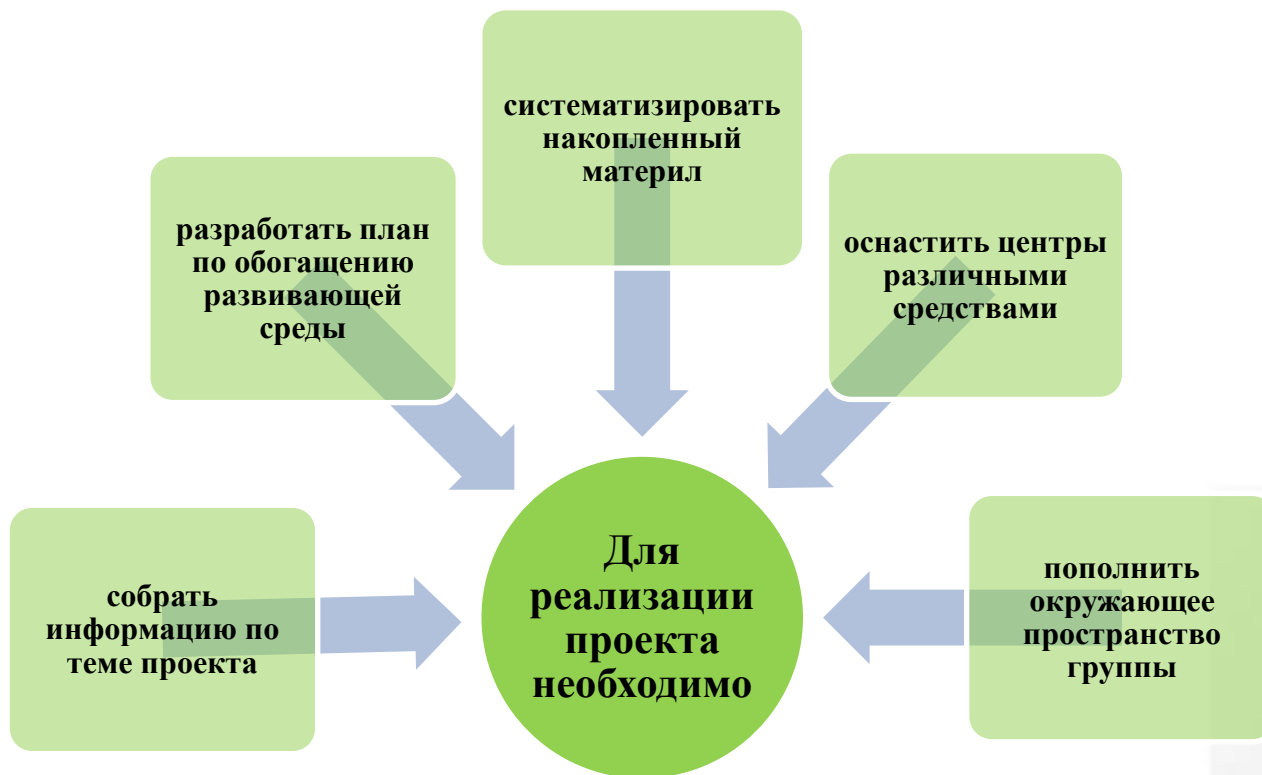 систематизировать
накопленный
материл
разработать план
по обогащению
развивающей
среды
оснастить центры
различными
средствами
собрать
информацию по
теме проекта
Для
реализации
проекта
необходимо
пополнить
окружающее
пространство
группы